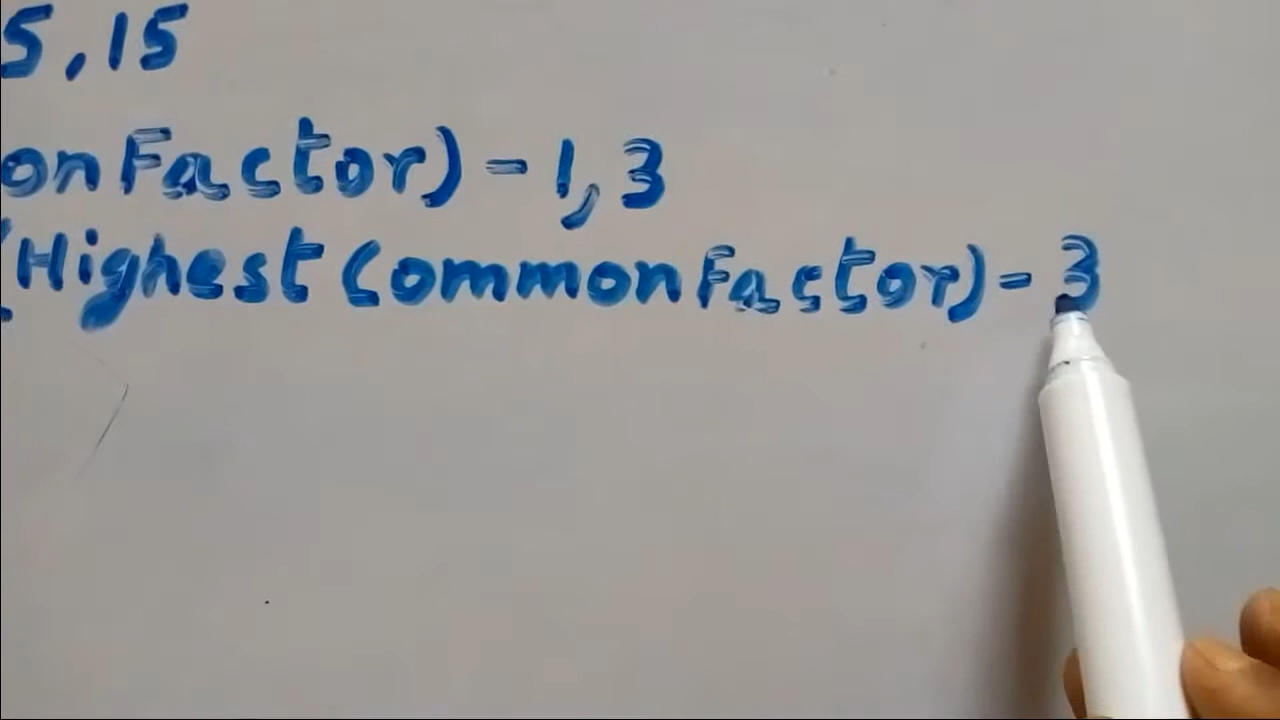 5, 15
on Factor) - 1, 3
(Highest Common Factor) - 3